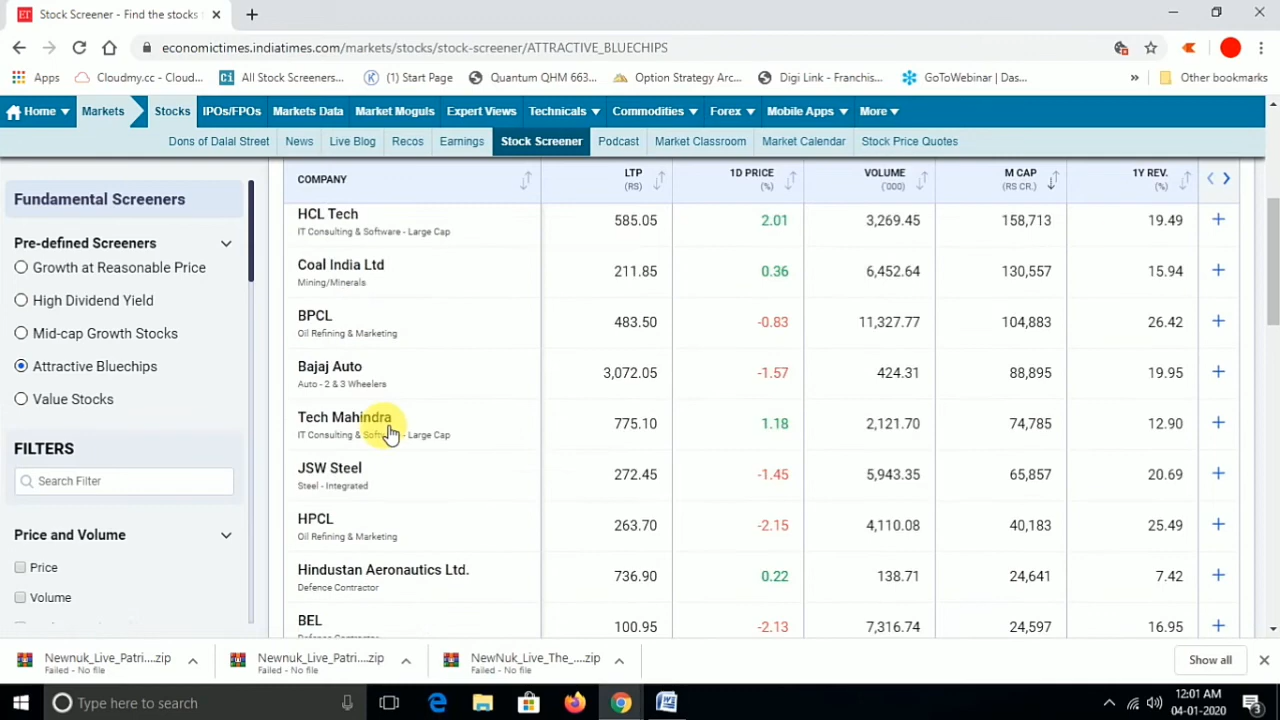 Stock Screener - Find the stocks
economictimes.indiatimes.com/markets/stocks/stock-screener/ATTRACTIVE_BLUECHIPS
Apps Cloudmy.cc - Cloud... All Stock Screeners... (1) Start Page Quantum QHM 663... Option Strategy Arc... Digi Link - Franchis... GoToWebinar | Das... » Other bookmarks
Home Markets Stocks IPOs/FPOs Markets Data Market Moguls Expert Views Technicals Commodities Forex Mobile Apps More
Dons of Dalal Street News Live Blog Recos Earnings Stock Screener Podcast Market Classroom Market Calendar Stock Price Quotes
Fundamental Screeners
Pre-defined Screeners
Growth at Reasonable Price
High Dividend Yield
Mid-cap Growth Stocks
Attractive Bluechips
Value Stocks
FILTERS
Search Filter
Price and Volume
Price
Volume
COMPANY LTP 1D PRICE VOLUME M CAP 1Y REV.
(RS) (%) ('000) (RS CR.) (%)
HCL Tech 585.05 2.01 3,269.45 158,713 19.49 +
IT Consulting & Software - Large Cap
Coal India Ltd 211.85 0.36 6,452.64 130,557 15.94 +
Mining/Minerals
BPCL 483.50 -0.83 11,327.77 104,883 26.42 +
Oil Refining & Marketing
Bajaj Auto 3,072.05 -1.57 424.31 88,895 19.95 +
Auto - 2 & 3 Wheelers
Tech Mahindra 775.10 1.18 2,121.70 74,785 12.90 +
IT Consulting & Software - Large Cap
JSW Steel 272.45 -1.45 5,943.35 65,857 20.69 +
Steel - Integrated
HPCL 263.70 -2.15 4,110.08 40,183 25.49 +
Oil Refining & Marketing
Hindustan Aeronautics Ltd. 736.90 0.22 138.71 24,641 7.42 +
Defence Contractor
BEL 100.95 -2.13 7,316.74 24,597 16.95 +
Newnuk_Live_Patri....zip Newnuk_Live_Patri....zip NewNuk_Live_The_....zip Show all
Failed - No file Failed - No file Failed - No file
Type here to search
12:01 AM
04-01-2020
3